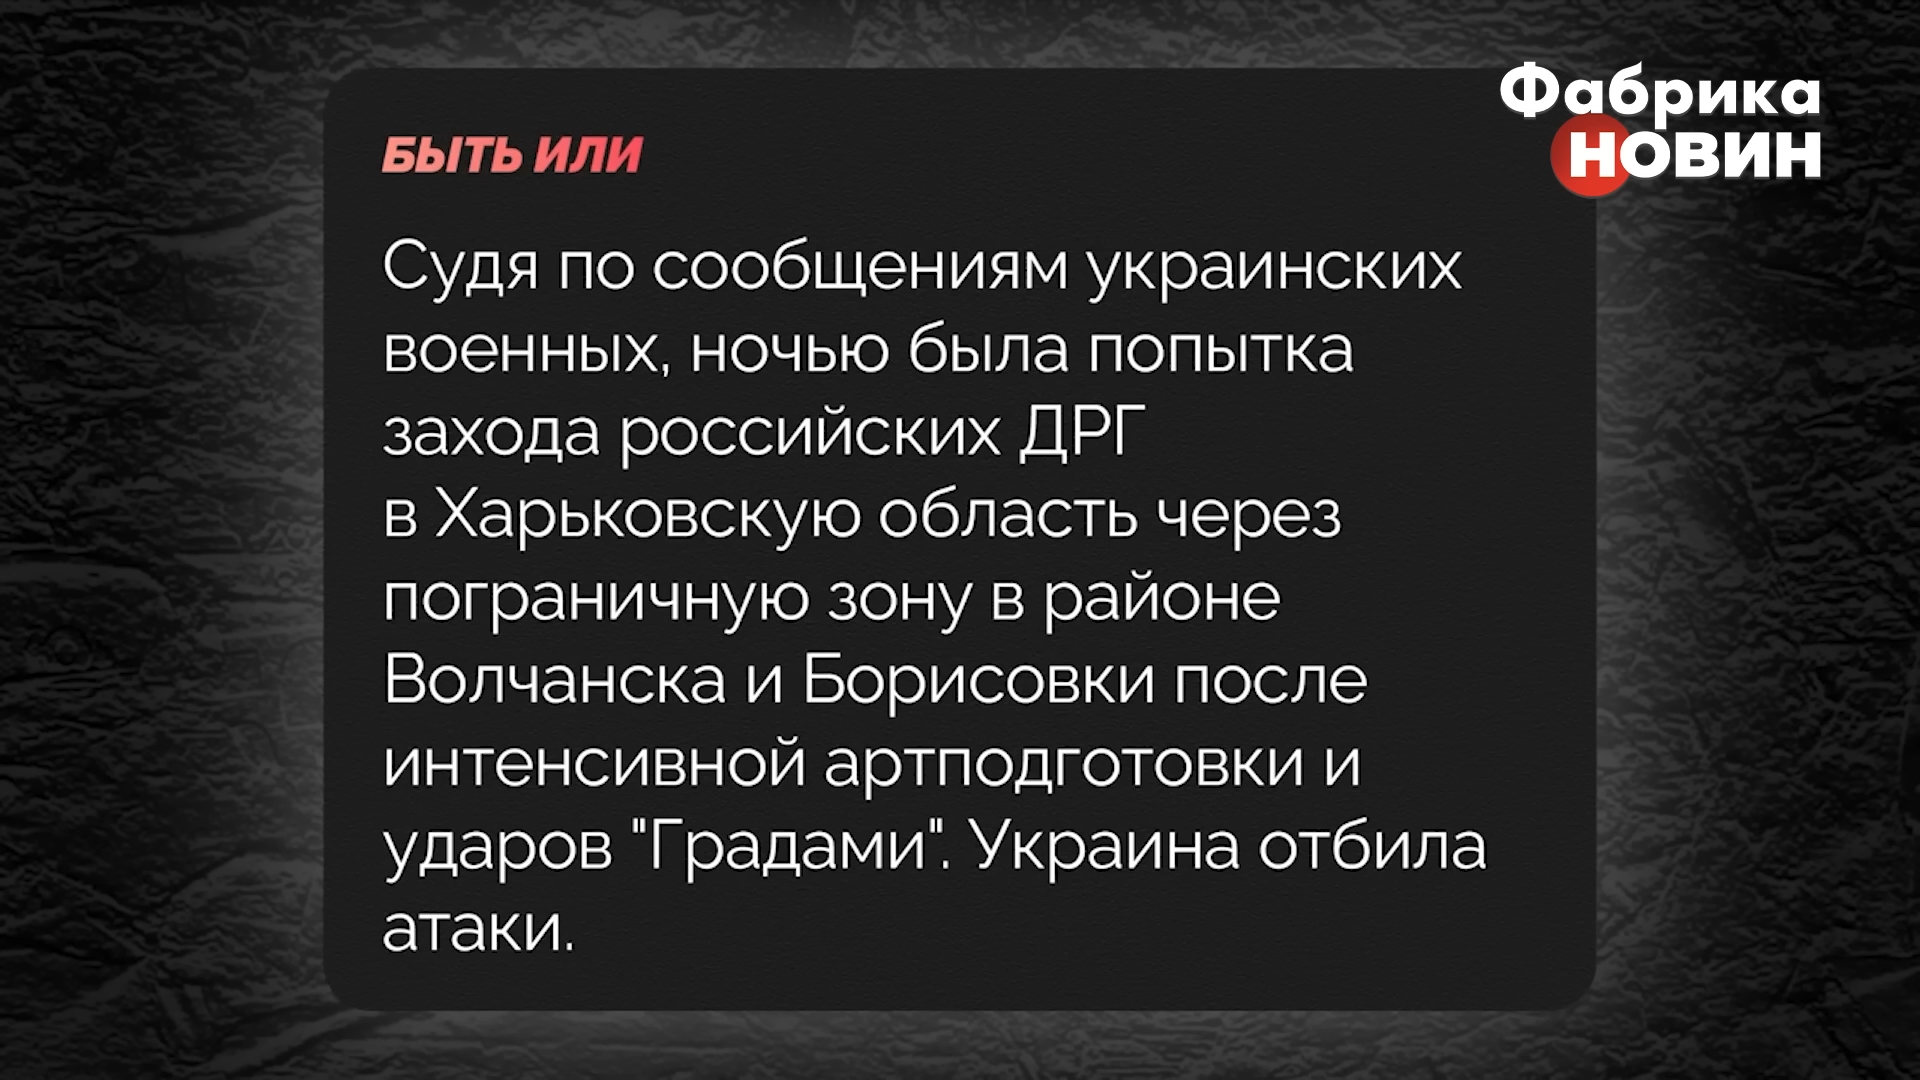 Фабрика
новин
БЫТЬ ИЛИ
Судя по сообщениям украинских
военных, ночью была попытка
захода российских ДРГ
в Харьковскую область через
пограничную зону в районе
Волчанска и Борисовки после
интенсивной артподготовки и
ударов "Градами". Украина отбила
атаки.